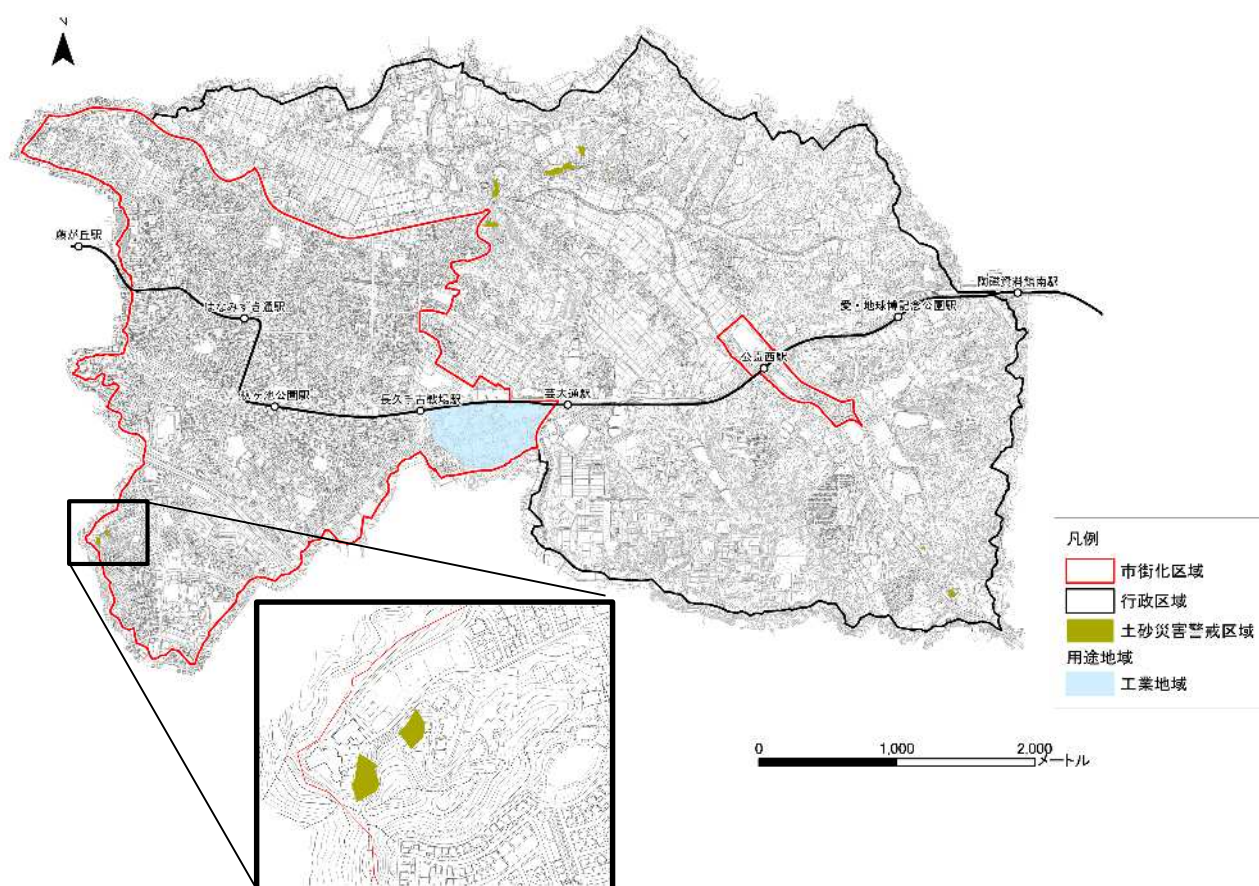 N
藤が丘駅
はなみずき通駅
杁ヶ池公園駅
長久手古戦場駅
芸大通駅
公園西駅
愛・地球博記念公園駅
陶磁資料館南駅
凡例
市街化区域
行政区域
土砂災害警戒区域
用途地域
工業地域
0 1,000 2,000
メートル